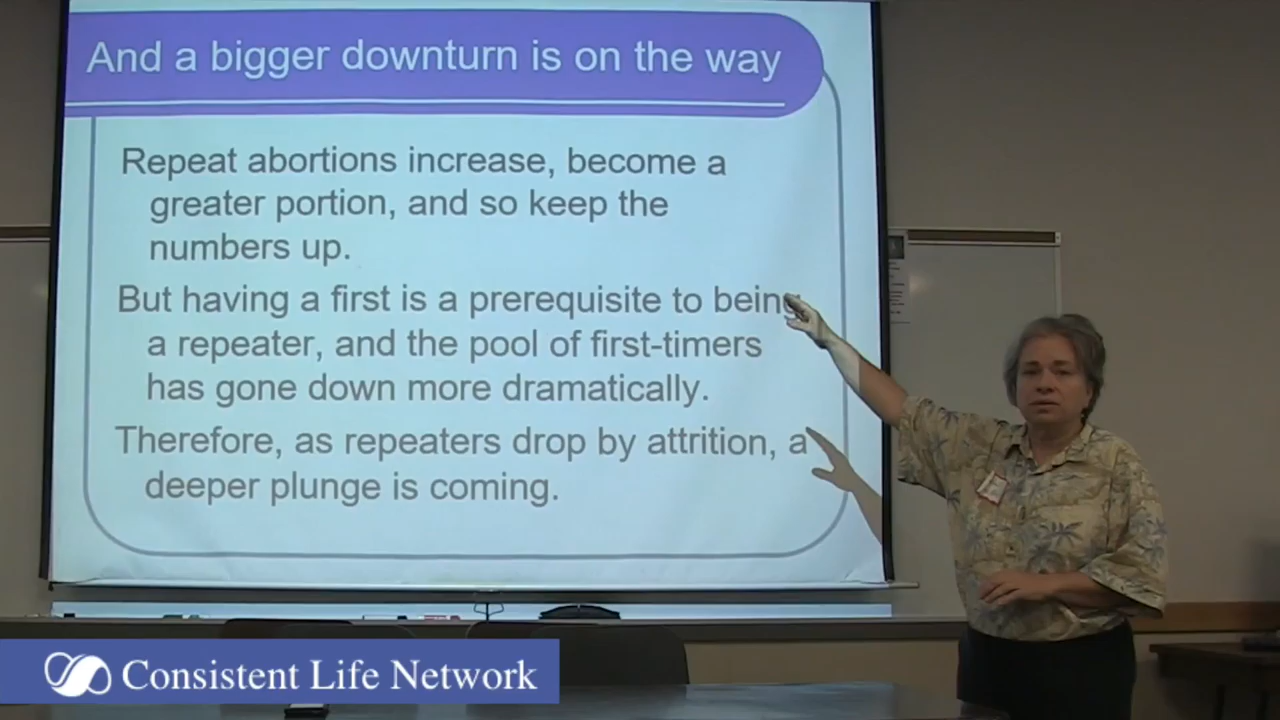 And a bigger downturn is on the way
Repeat abortions increase, become a
greater portion, and so keep the
numbers up.
But having a first is a prerequisite to being
a repeater, and the pool of first-timers
has gone down more dramatically.
Therefore, as repeaters drop by attrition, a
deeper plunge is coming.
Consistent Life Network